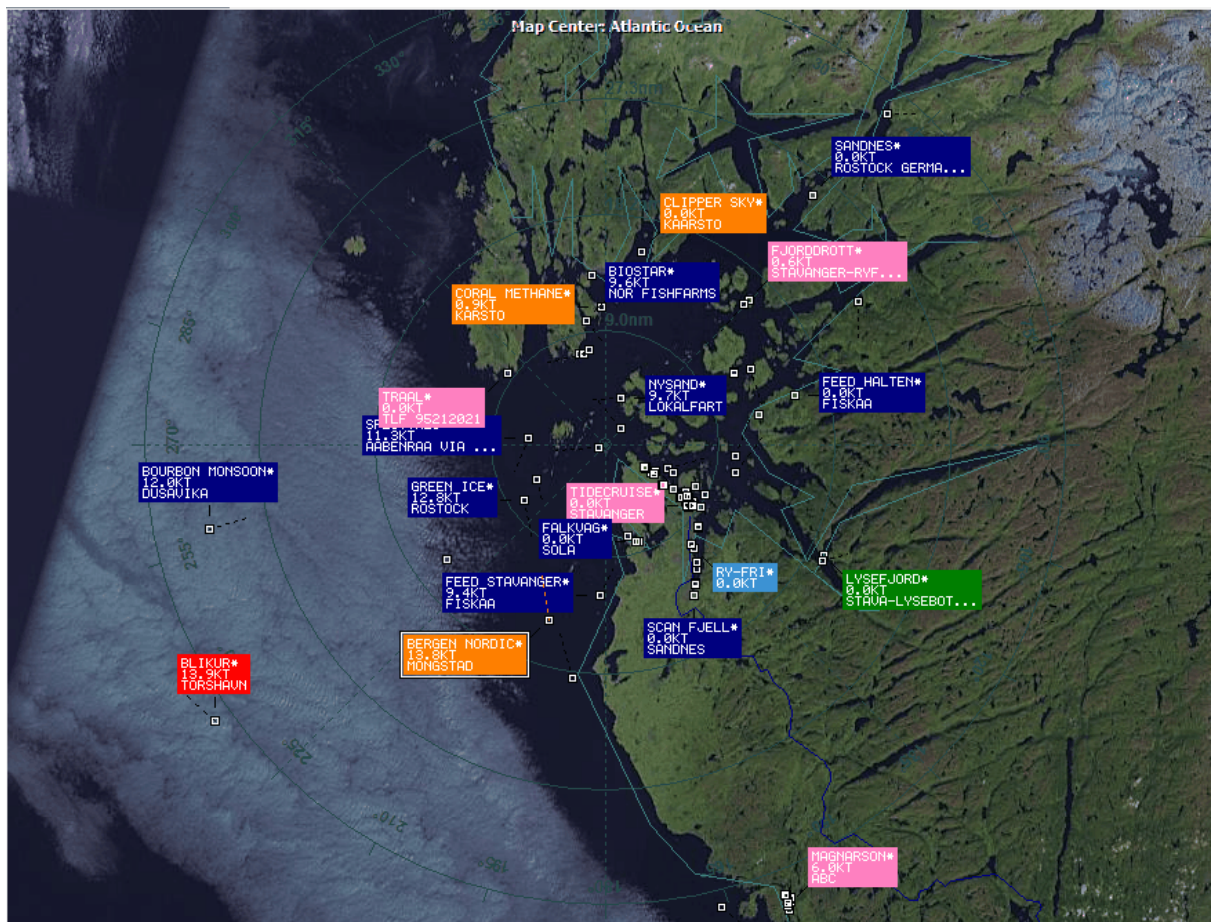 Map Center: Atlantic Ocean
330°
315°
SANDNES*
0.0KT
ROSTOCK GERMA...
CLIPPER SKY*
0.0KT
KAARSTO
FJORDDROTT*
0.6KT
STAVANGER-RYF...
BIOSTAR*
9.6KT
NOR FISHFARMS
CORAL METHANE*
0.9KT
KARSTO
285°
9.0nm
TRAAL*
0.0KT
TLF 95212021
NYSAND*
9.7KT
LOKALFART
FEED HALTEN*
0.0KT
FISKAA
11.3KT
AABENRAA VIA ...
270°
BOURBON MONSOON*
12.0KT
DUSAVIKA
GREEN ICE*
12.8KT
ROSTOCK
TIDECRUISE*
0.0KT
STAVANGER
FALKVAG*
0.0KT
SOLA
255°
FEED STAVANGER*
9.4KT
FISKAA
RY-FRI*
0.0KT
LYSEFJORD*
0.0KT
STAVA-LYSEBOT...
SCAN FJELL*
0.0KT
SANDNES
BERGEN NORDIC*
13.8KT
MONGSTAD
BLIKUR*
13.9KT
TORSHAVN
225°
270°
195°
MAGNARSON*
6.0KT
ABC